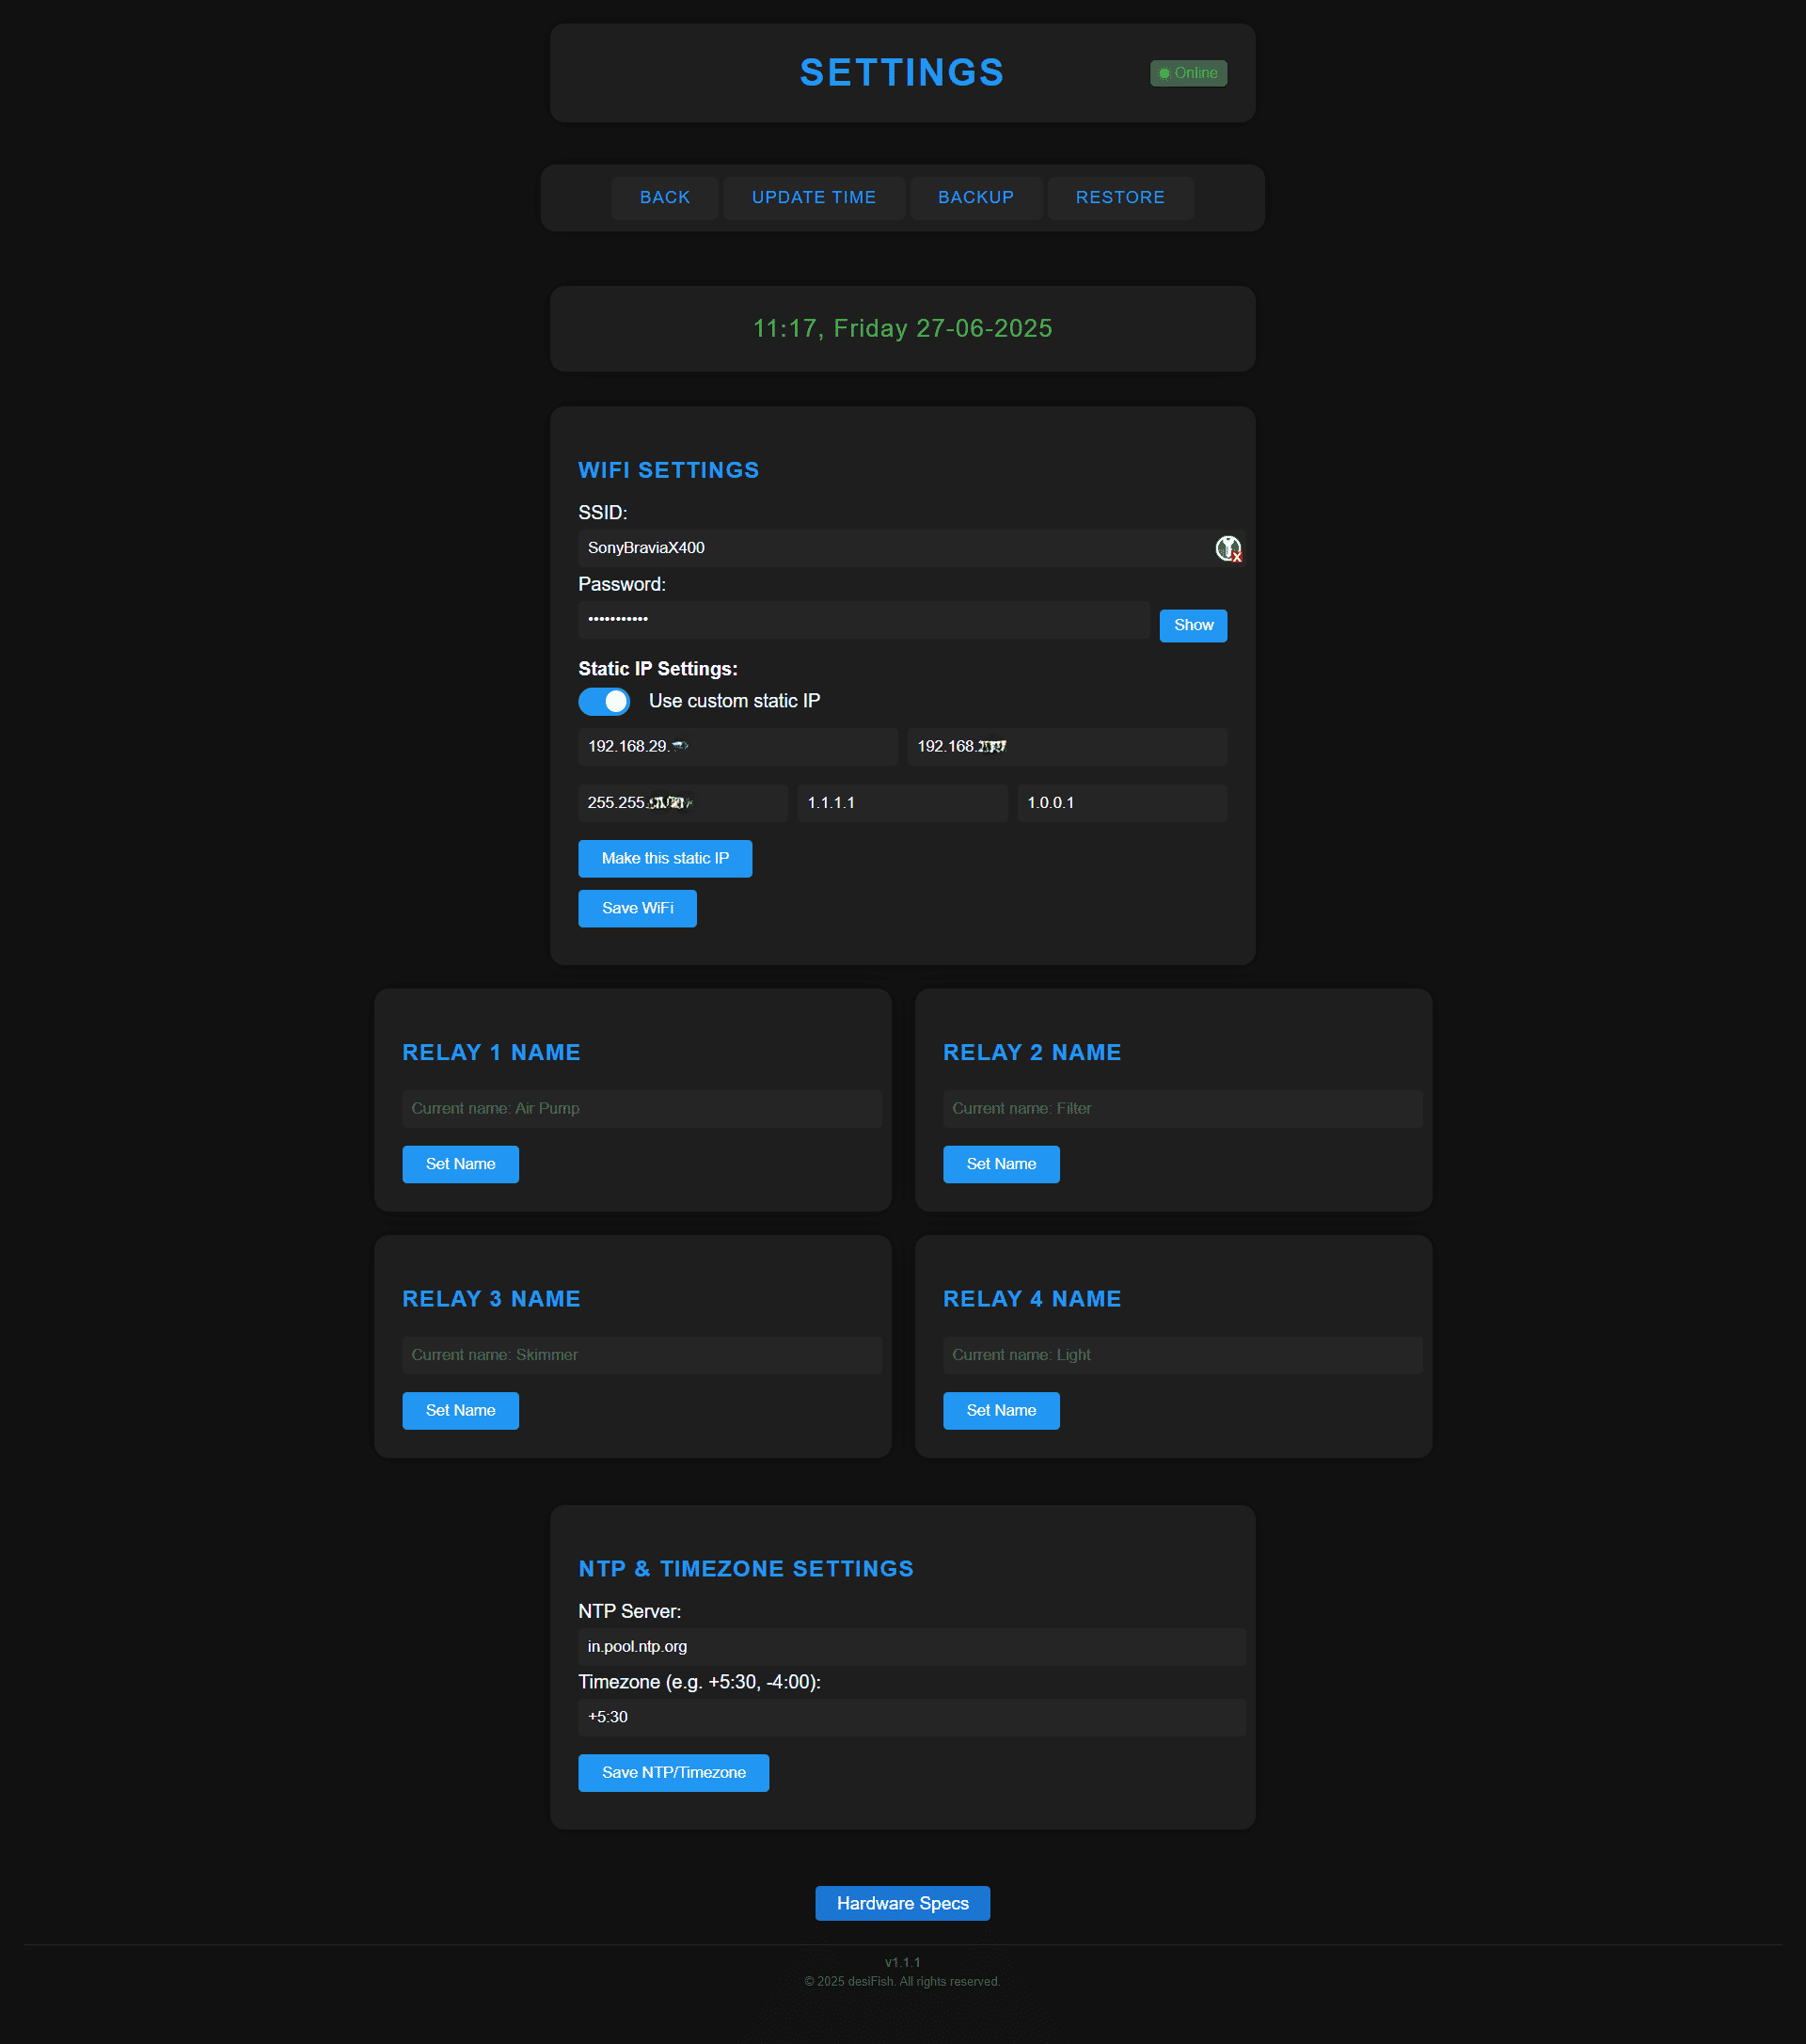 SETTINGS
Online
BACK UPDATE TIME BACKUP RESTORE
11:17, Friday 27-06-2025
WIFI SETTINGS
SSID:
SonyBraviaX400
Password:
•••••••••••
Show
Static IP Settings:
Use custom static IP
192.168.29. 192.168.
255.255. 1.1.1.1 1.0.0.1
Make this static IP
Save WiFi
RELAY 1 NAME
Current name: Air Pump
Set Name
RELAY 2 NAME
Current name: Filter
Set Name
RELAY 3 NAME
Current name: Skimmer
Set Name
RELAY 4 NAME
Current name: Light
Set Name
NTP & TIMEZONE SETTINGS
NTP Server:
in.pool.ntp.org
Timezone (e.g. +5:30, -4:00):
+5:30
Save NTP/Timezone
Hardware Specs
v1.1.1
© 2025 desiFish. All rights reserved.